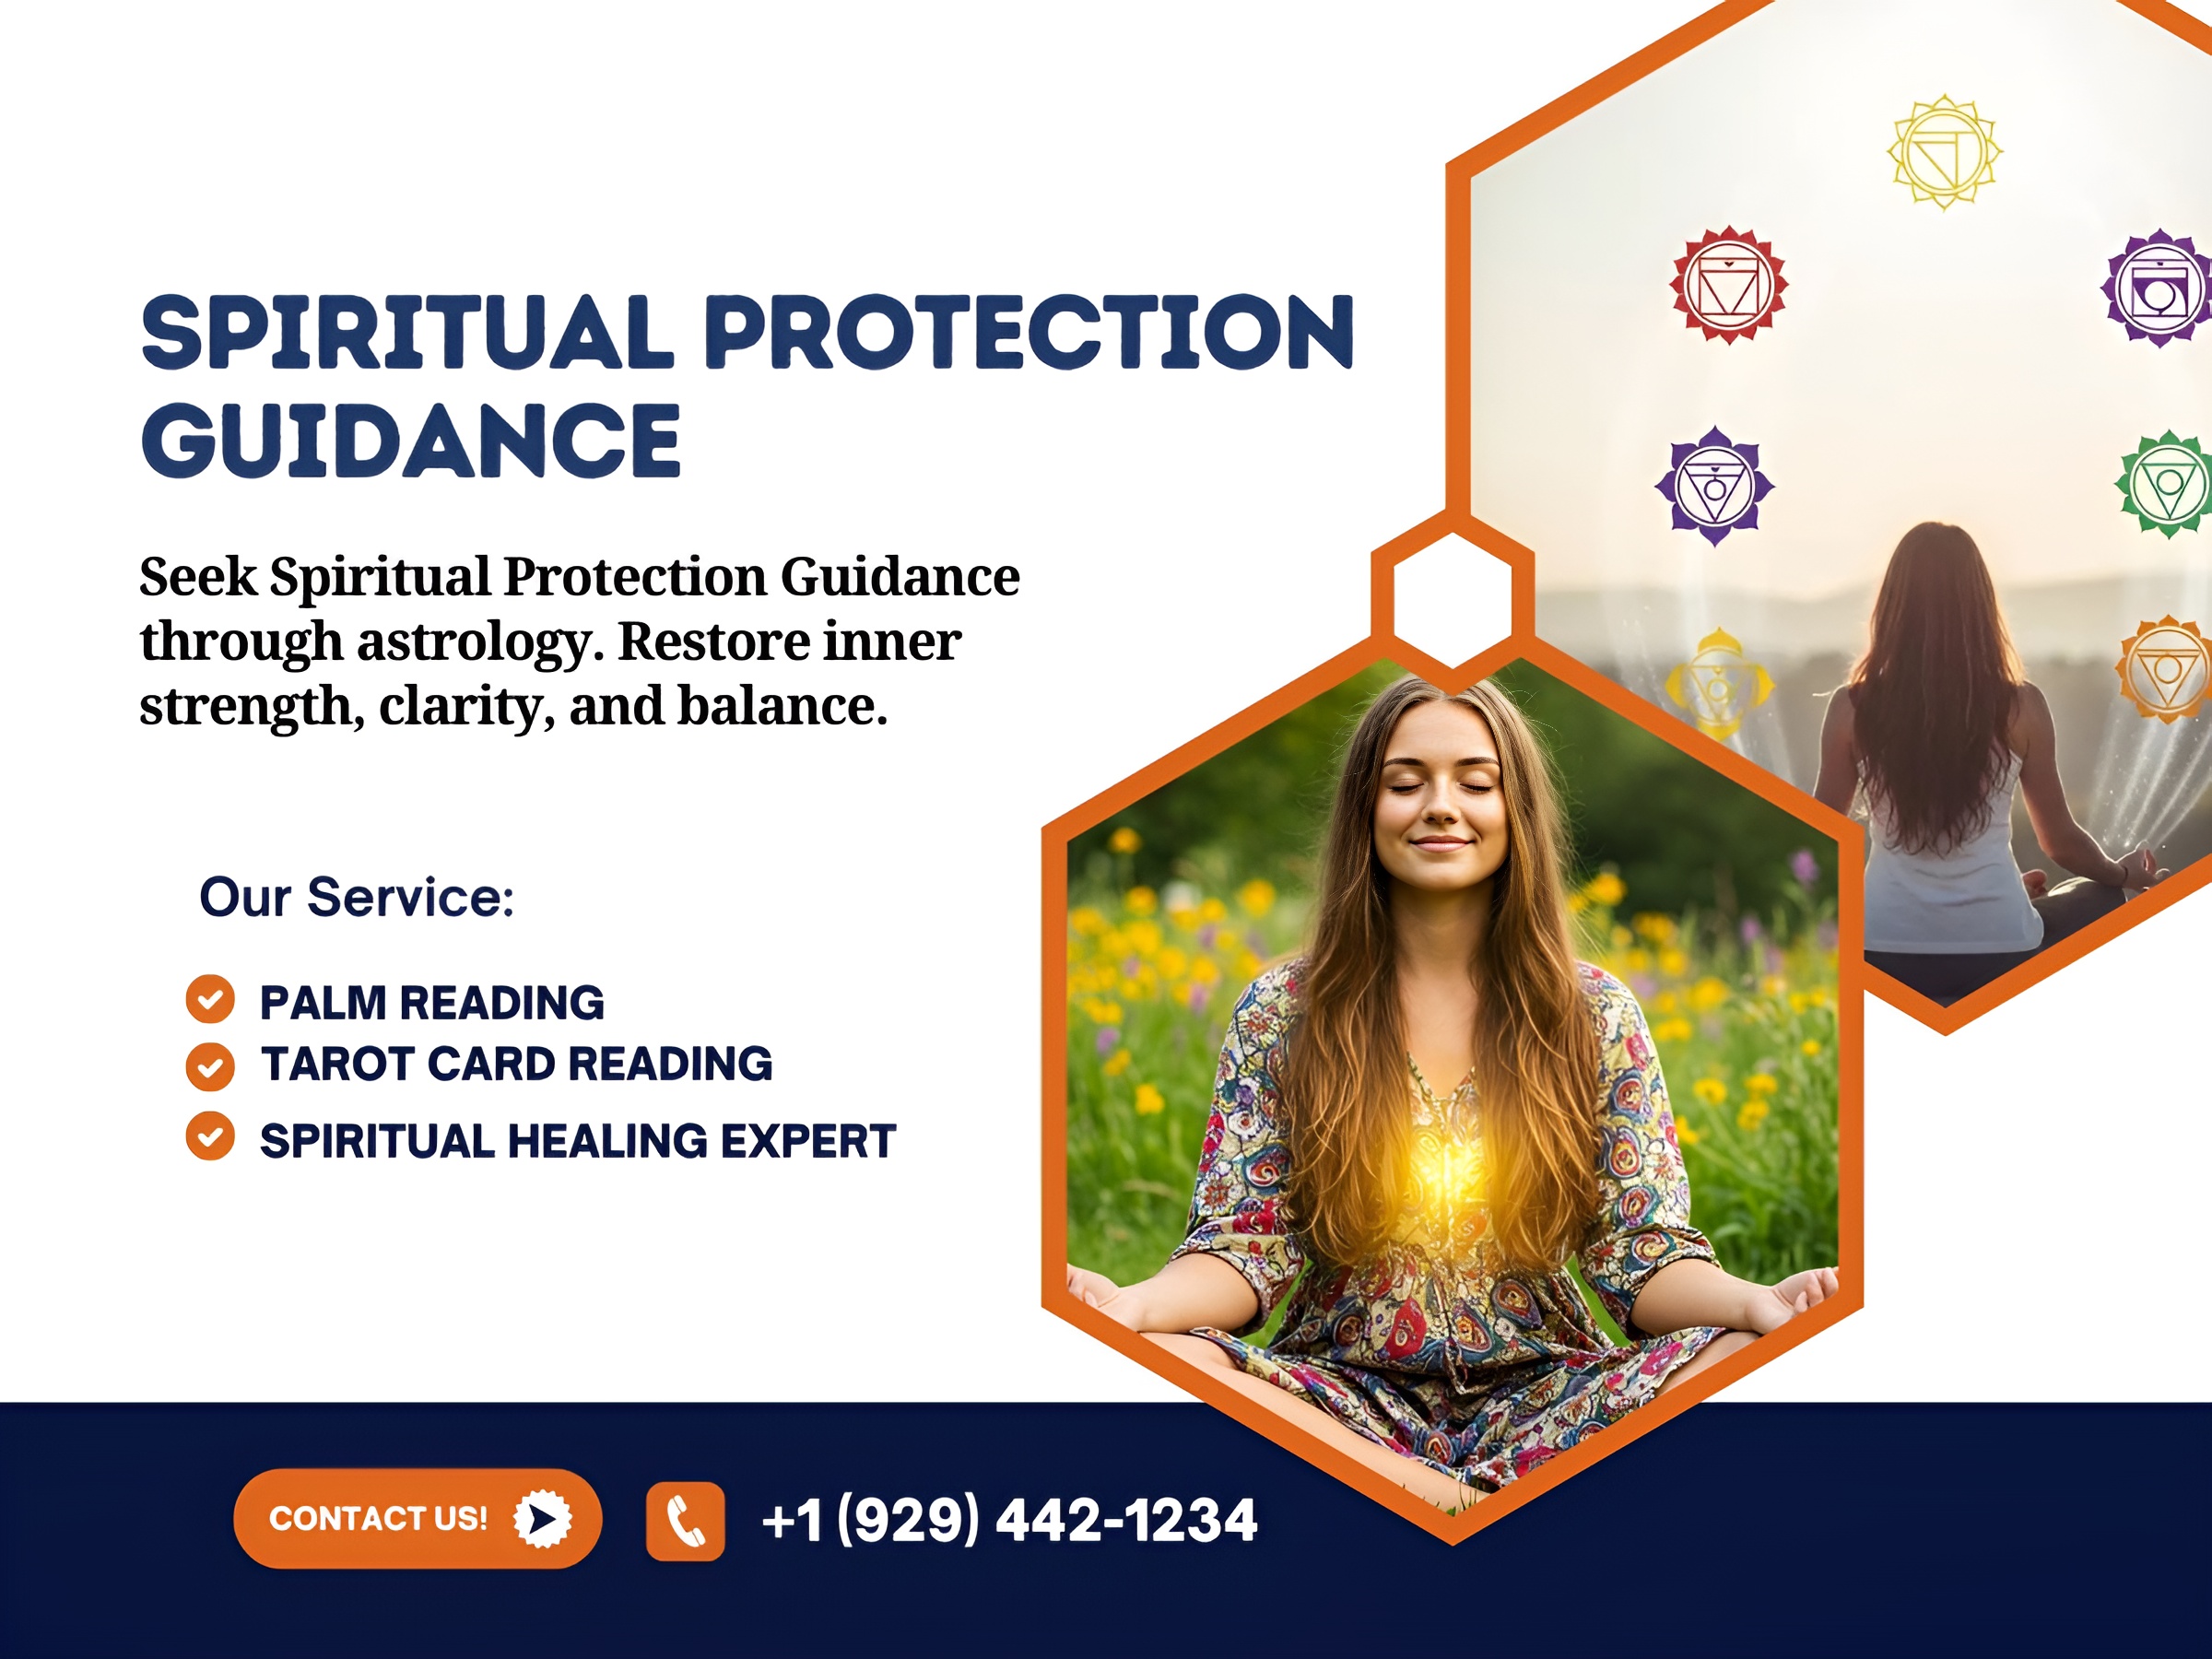 SPIRITUAL PROTECTION
GUIDANCE
Seek Spiritual Protection Guidance
through astrology. Restore inner
strength, clarity, and balance.
Our Service:
PALM READING
TAROT CARD READING
SPIRITUAL HEALING EXPERT
CONTACT US!
+1 (929) 442-1234